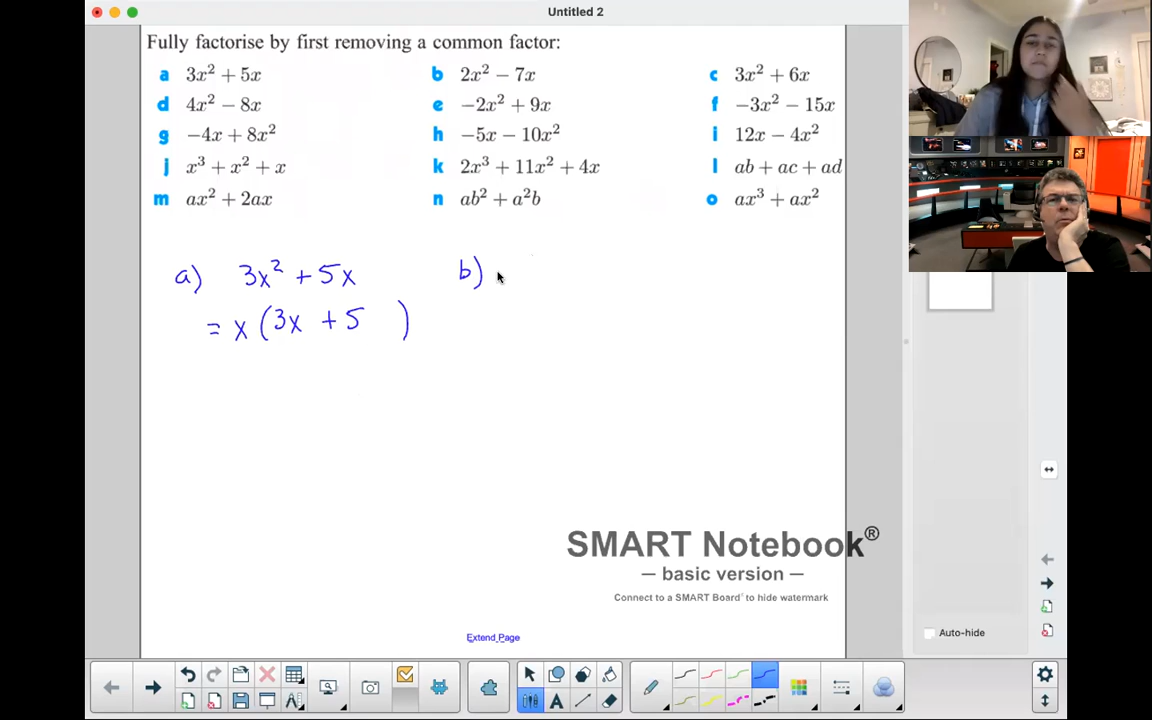 Untitled 2
Fully factorise by first removing a common factor:
a 3x² + 5x b 2x² − 7x c 3x² + 6x
d 4x² − 8x e −2x² + 9x f −3x² − 15x
g −4x + 8x² h −5x − 10x² i 12x − 4x²
j x³ + x² + x k 2x³ + 11x² + 4x l ab + ac + ad
m ax² + 2ax n ab² + a²b o ax³ + ax²
a) 3x² + 5x b)
= x (3x + 5 )
SMART Notebook®
— basic version —
Connect to a SMART Board® to hide watermark
Extend Page
Auto-hide